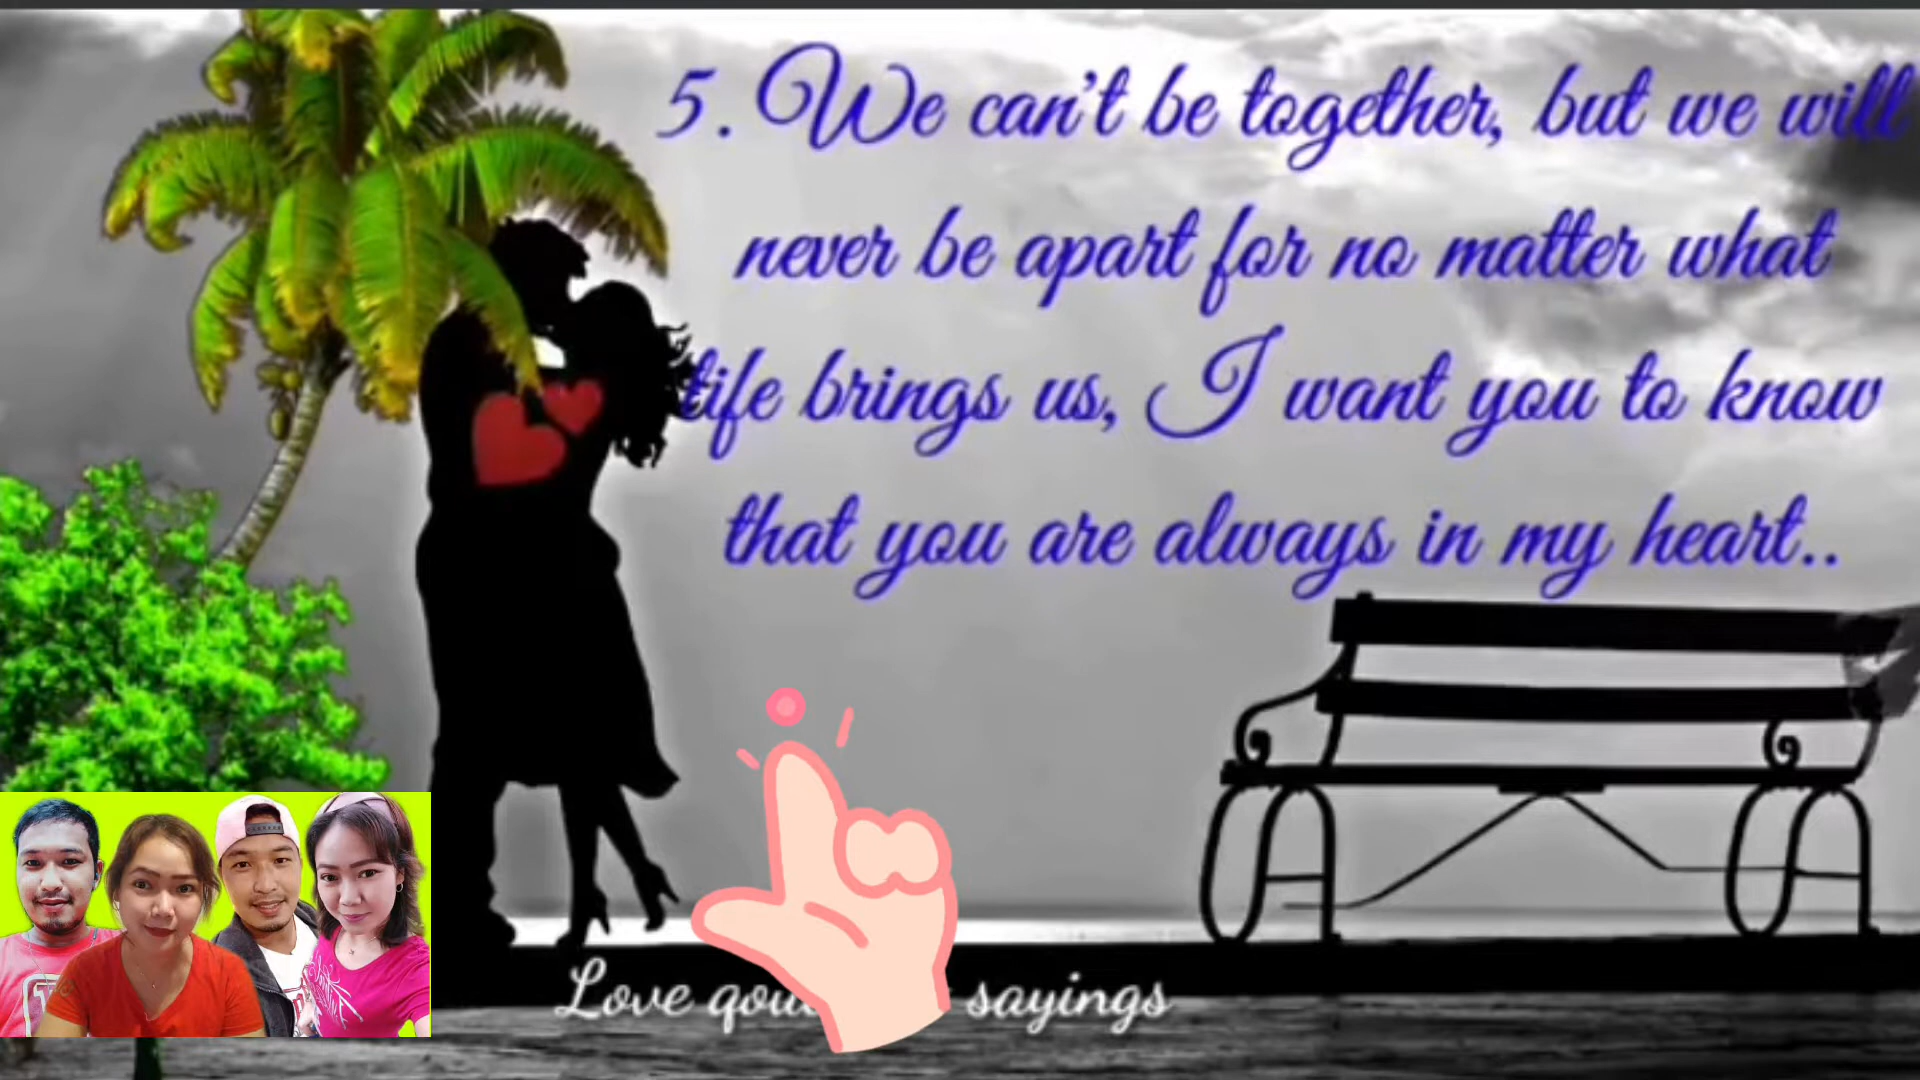 5. We can't be together, but we will
never be apart for no matter what
life brings us, I want you to know
that you are always in my heart..
Love sayings